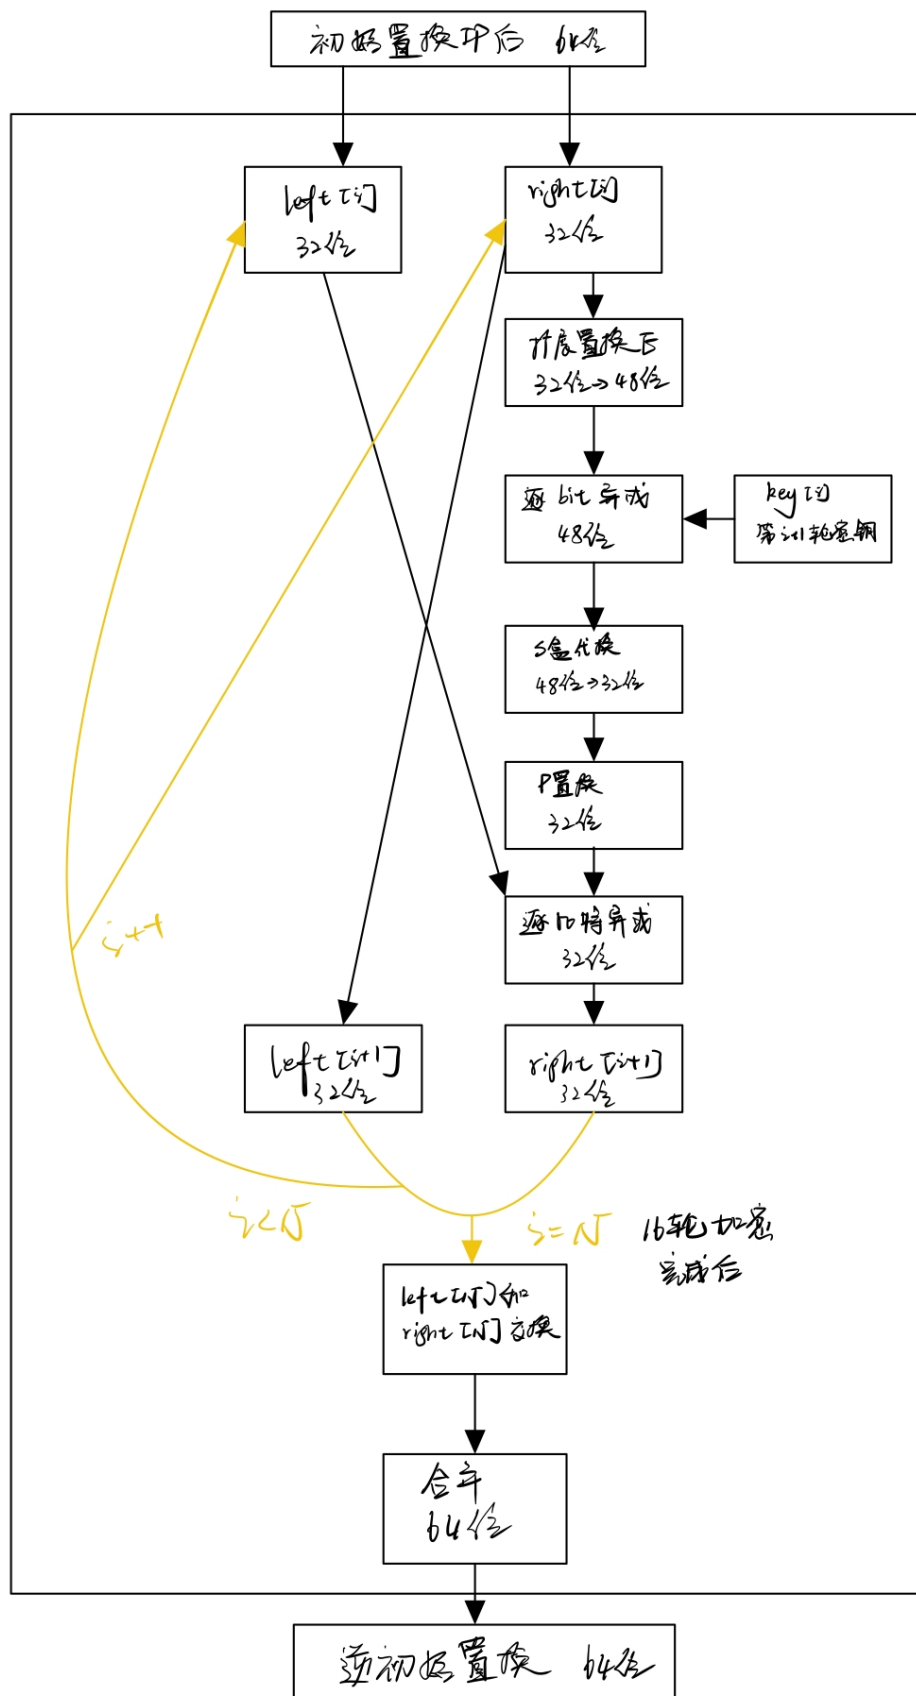 初始置换IP后 64位
left[i]
32位
right[i]
32位
扩展置换E
32位→48位
逐bit异或
48位
key[i]
第i+1轮密钥
S盒代换
48位→32位
P置换
32位
逐比特异或
32位
i++
left[i+1]
32位
right[i+1]
32位
i<N
i=N
16轮加密
完成后
left[N]和
right[N]交换
合并
64位
逆初始置换 64位